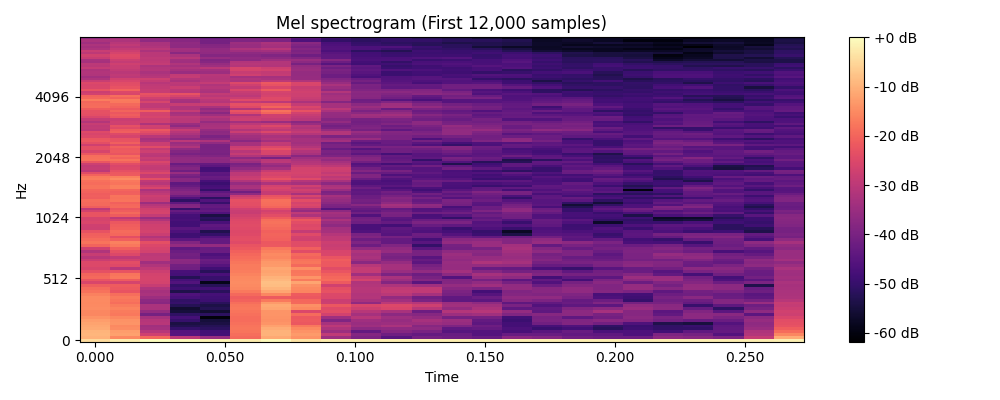 Mel spectrogram (First 12,000 samples)
Hz
4096
2048
1024
512
0
0.000 0.050 0.100 0.150 0.200 0.250
Time
+0 dB
-10 dB
-20 dB
-30 dB
-40 dB
-50 dB
-60 dB